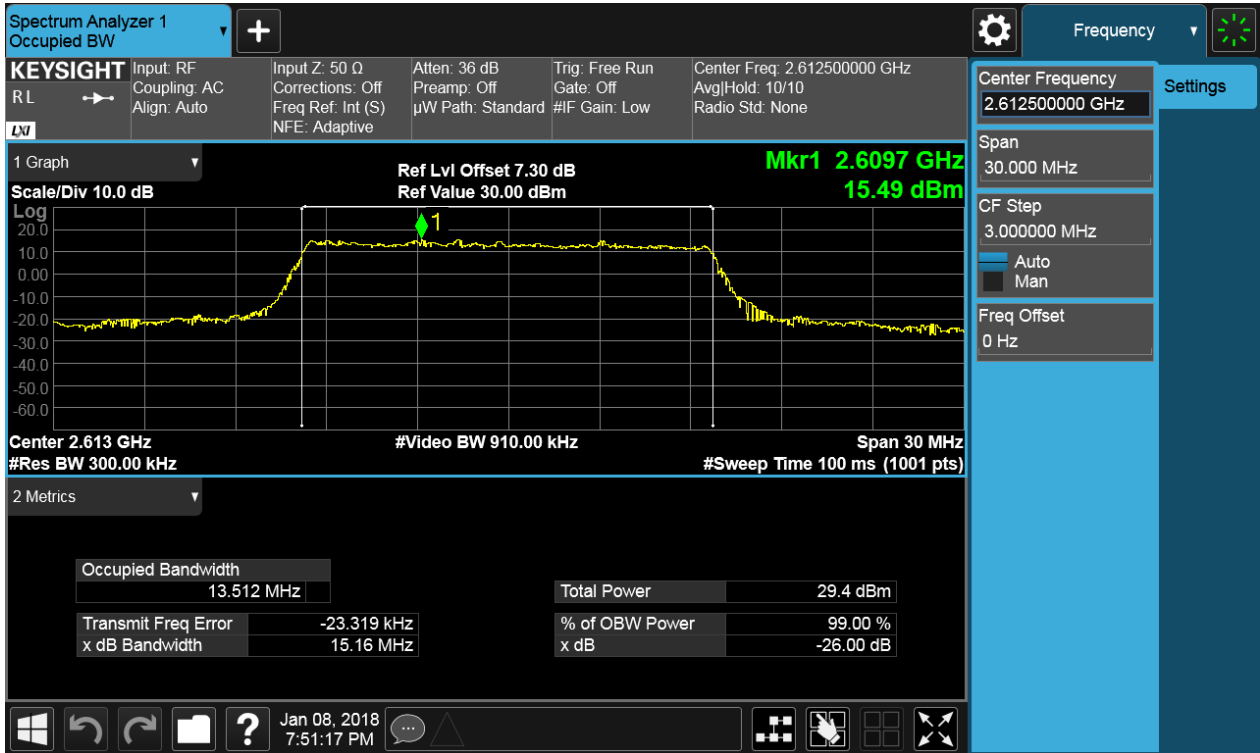 Spectrum Analyzer 1
Occupied BW
+
Frequency
KEYSIGHT
RL
LXI
Input: RF
Coupling: AC
Align: Auto
Input Z: 50 Ω
Corrections: Off
Freq Ref: Int (S)
NFE: Adaptive
Atten: 36 dB
Preamp: Off
µW Path: Standard
Trig: Free Run
Gate: Off
#IF Gain: Low
Center Freq: 2.612500000 GHz
Avg|Hold: 10/10
Radio Std: None
Center Frequency
2.612500000 GHz
Settings
Span
30.000 MHz
CF Step
3.000000 MHz
Auto
Man
Freq Offset
0 Hz
1 Graph
Scale/Div 10.0 dB
Log
Ref Lvl Offset 7.30 dB
Ref Value 30.00 dBm
Mkr1 2.6097 GHz
15.49 dBm
1
20.0
10.0
0.00
-10.0
-20.0
-30.0
-40.0
-50.0
-60.0
Center 2.613 GHz
#Res BW 300.00 kHz
#Video BW 910.00 kHz
Span 30 MHz
#Sweep Time 100 ms (1001 pts)
2 Metrics
Occupied Bandwidth
13.512 MHz
Transmit Freq Error -23.319 kHz
x dB Bandwidth 15.16 MHz
Total Power 29.4 dBm
% of OBW Power 99.00 %
x dB -26.00 dB
?
Jan 08, 2018
7:51:17 PM